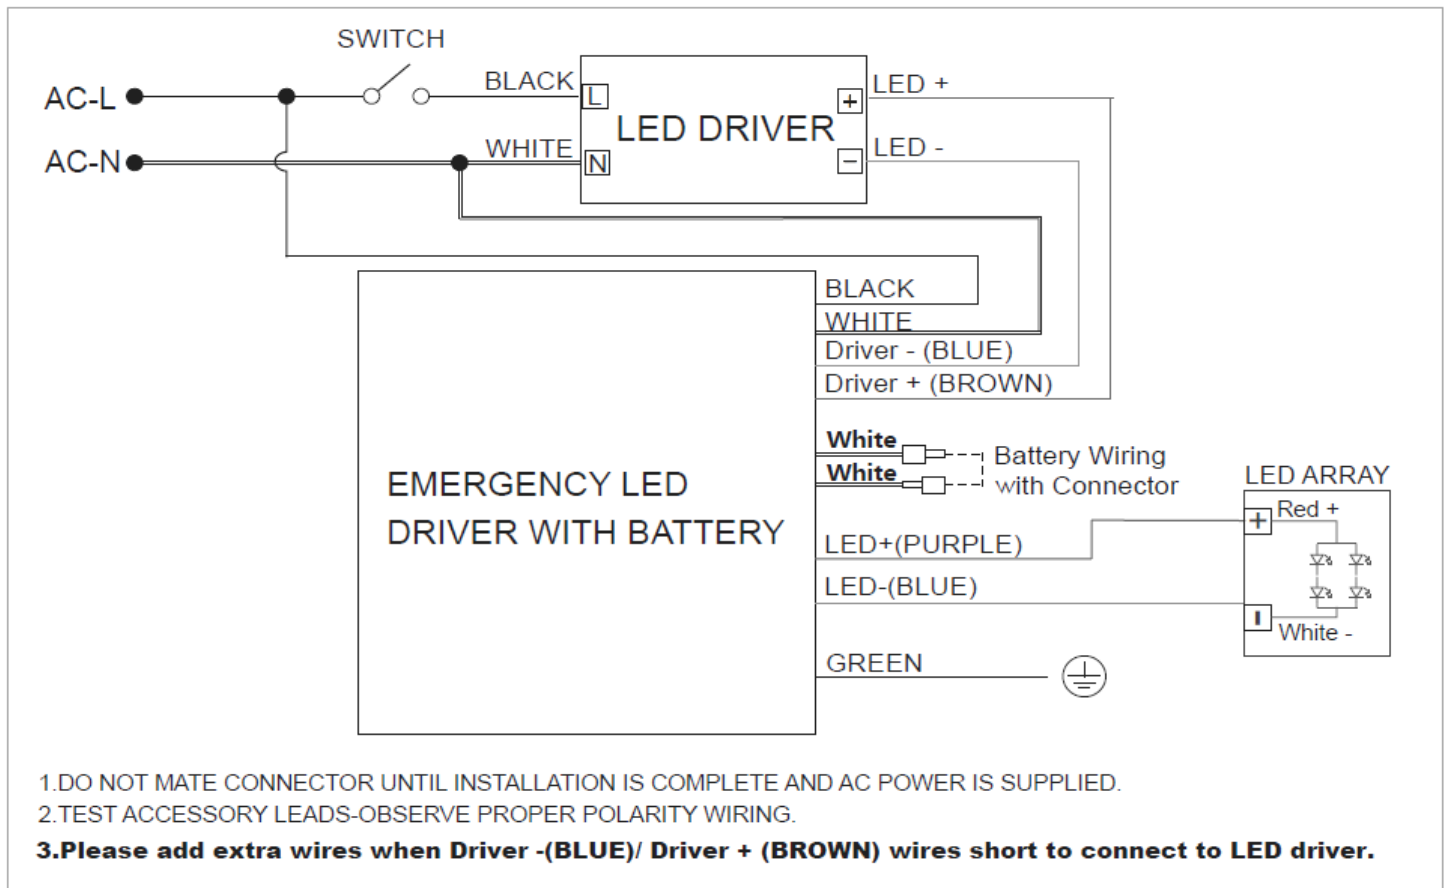 SWITCH
AC-L
BLACK
L
LED DRIVER
+
LED +
AC-N
WHITE
N
−
LED -
BLACK
WHITE
Driver - (BLUE)
Driver + (BROWN)
White
White
Battery Wiring
with Connector
EMERGENCY LED
DRIVER WITH BATTERY
LED ARRAY
+
Red +
LED+(PURPLE)
LED-(BLUE)
White -
GREEN
1.DO NOT MATE CONNECTOR UNTIL INSTALLATION IS COMPLETE AND AC POWER IS SUPPLIED.
2.TEST ACCESSORY LEADS-OBSERVE PROPER POLARITY WIRING.
3.Please add extra wires when Driver -(BLUE)/ Driver + (BROWN) wires short to connect to LED driver.